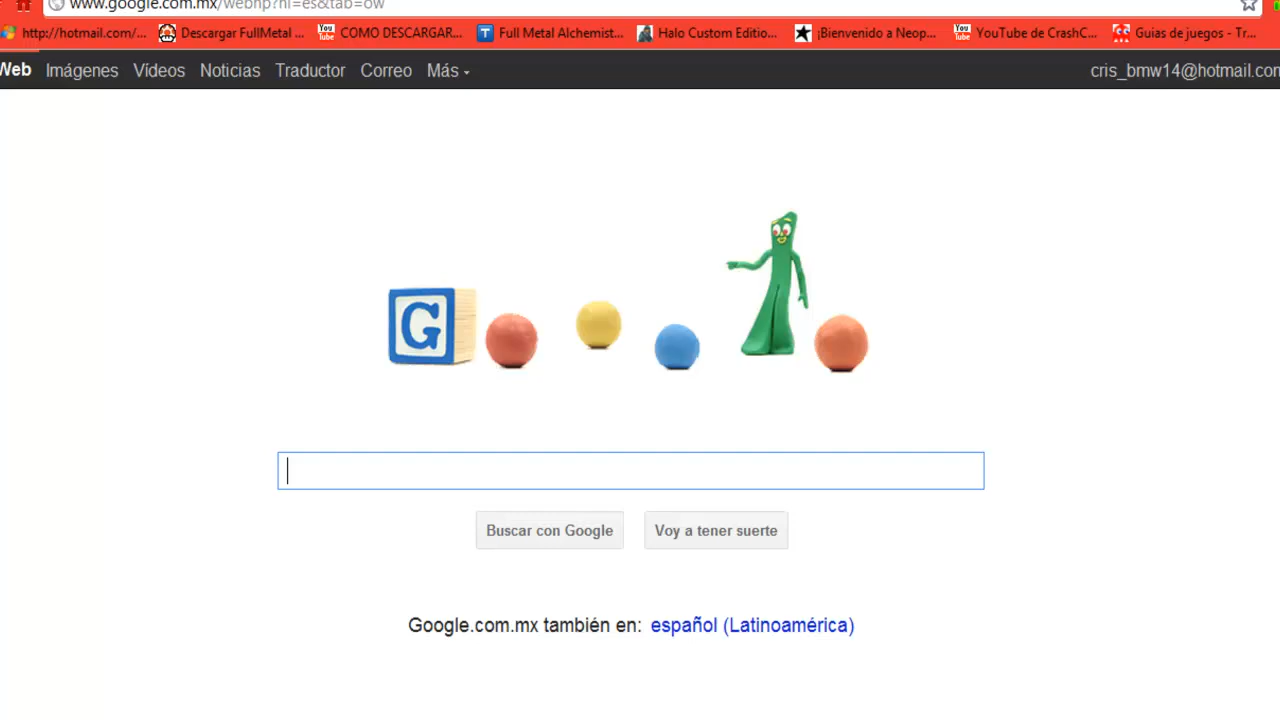 www.google.com.mx/webhp?hl=es&tab=ow
http://hotmail.com/... Descargar FullMetal ... COMO DESCARGAR... Full Metal Alchemist... Halo Custom Editio... ¡Bienvenido a Neop... YouTube de CrashC... Guias de juegos - Tr...
Web Imágenes Vídeos Noticias Traductor Correo Más cris_bmw14@hotmail.com
G
Buscar con Google Voy a tener suerte
Google.com.mx también en: español (Latinoamérica)